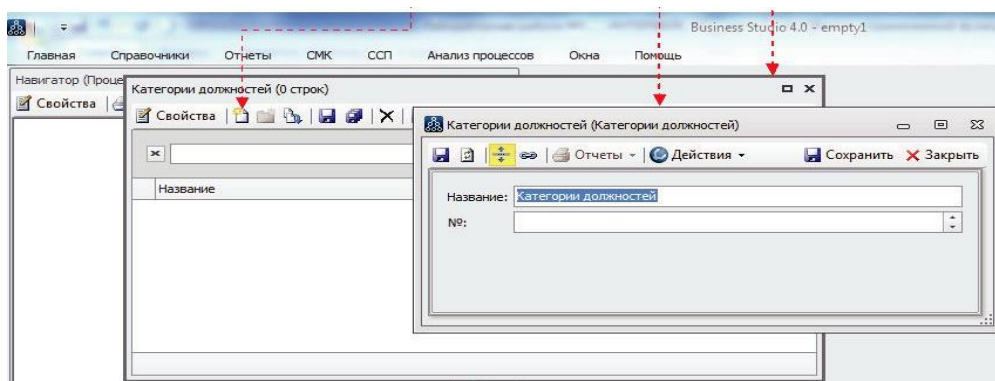 Business Studio 4.0 - empty1
Главная Справочники Отчеты СМК ССП Анализ процессов Окна Помощь
Навигатор (Проце
Свойства
Категории должностей (0 строк)
Свойства
Название
Категории должностей (Категории должностей)
Отчеты Действия Сохранить Закрыть
Название: Категории должностей
№: